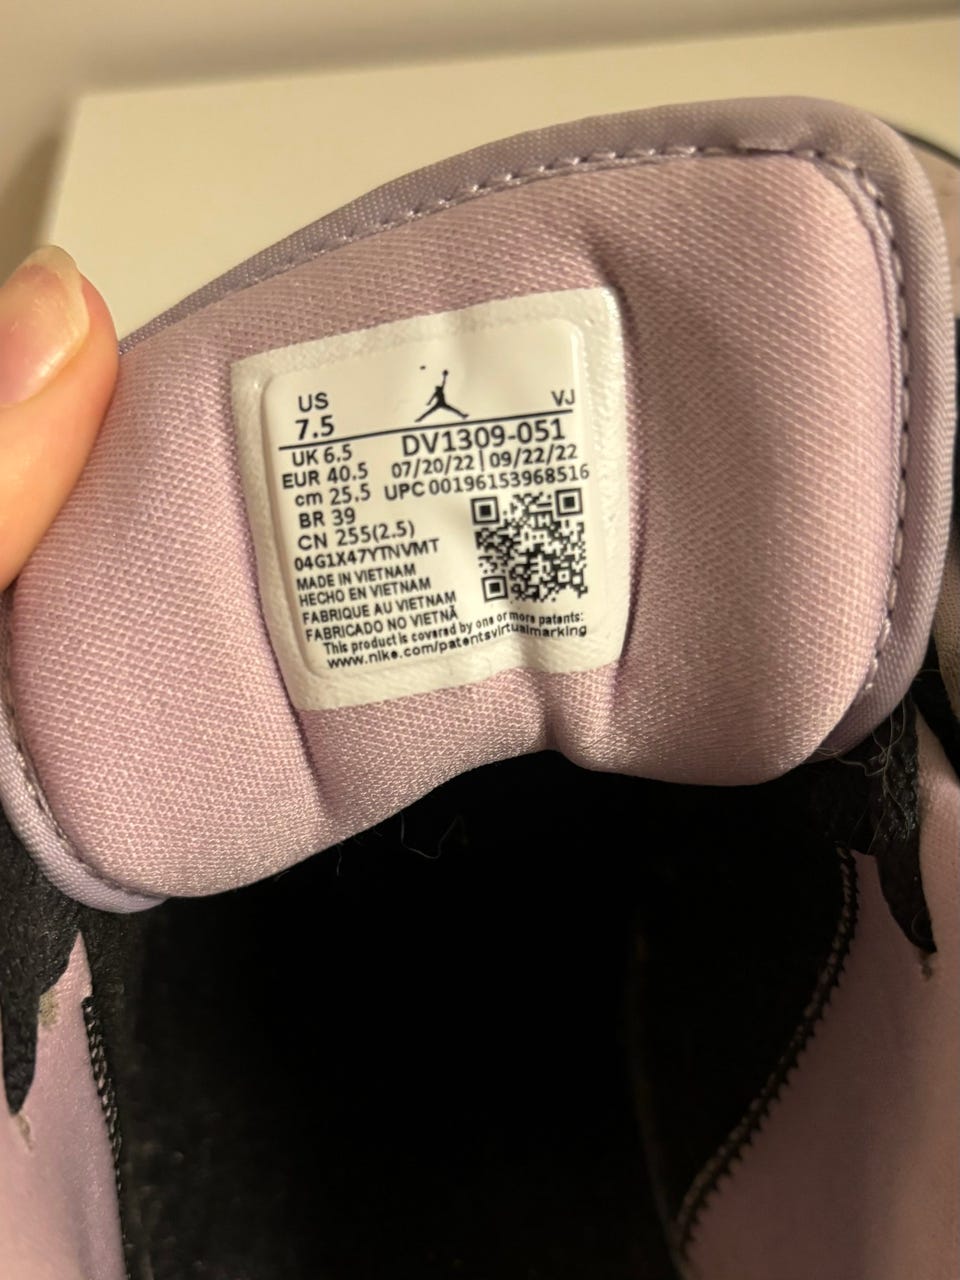 US
7.5
VJ
UK 6.5
EUR 40.5
cm 25.5
BR 39
CN 255(2.5)
DV1309-051
07/20/22 | 09/22/22
UPC 00196153968516
04G1X47YTNVMT
MADE IN VIETNAM
HECHO EN VIETNAM
FABRIQUE AU VIETNAM
FABRICADO NO VIETNÃ
This product is covered by one or more patents:
www.nike.com/patentsvirtualmarking